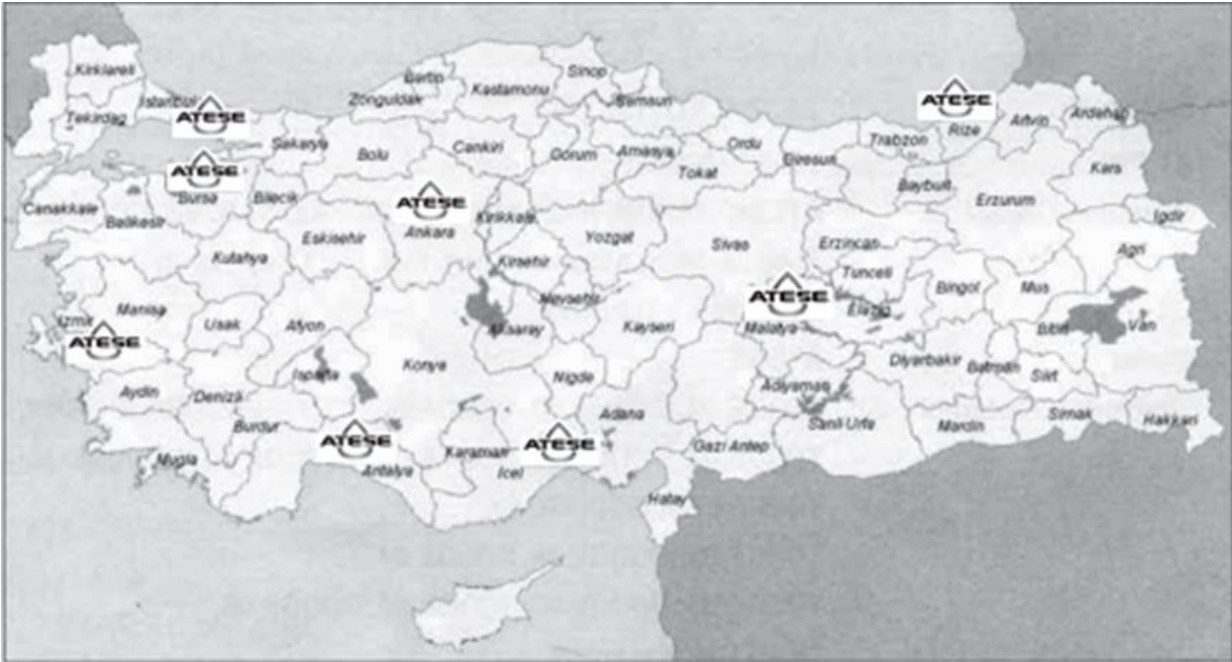 Kirklareli
Tekirdag
Istanbul
ATESE
Sakarya
Zonguldak
Bartin
Kastamonu
Sinop
Samsun
Bolu
Cankiri
Corum
Amasya
Tokat
Ordu
Giresun
Trabzon
ATESE
Rize
Artvin
Ardehan
Kars
Canakkale
Balikesir
ATESE
Bursa
Bilecik
Eskisehir
ATESE
Ankara
Kirikkale
Yozgat
Sivas
Erzincan
Bayburt
Erzurum
Igdir
Agri
Kutahya
Kirsehir
Nevsehir
Tunceli
Bingol
Mus
Manisa
Izmir
ATESE
Usak
Afyon
Aksaray
Kayseri
ATESE
Malatya
Elazig
Bitlis
Van
Aydin
Denizli
Isparta
Konya
Nigde
Adiyaman
Diyarbakir
Batman
Siirt
Burdur
Adana
Sanli Urfa
Mardin
Sirnak
Hakkari
Mugla
ATESE
Antalya
Karaman
ATESE
Icel
Gazi Antep
Hatay